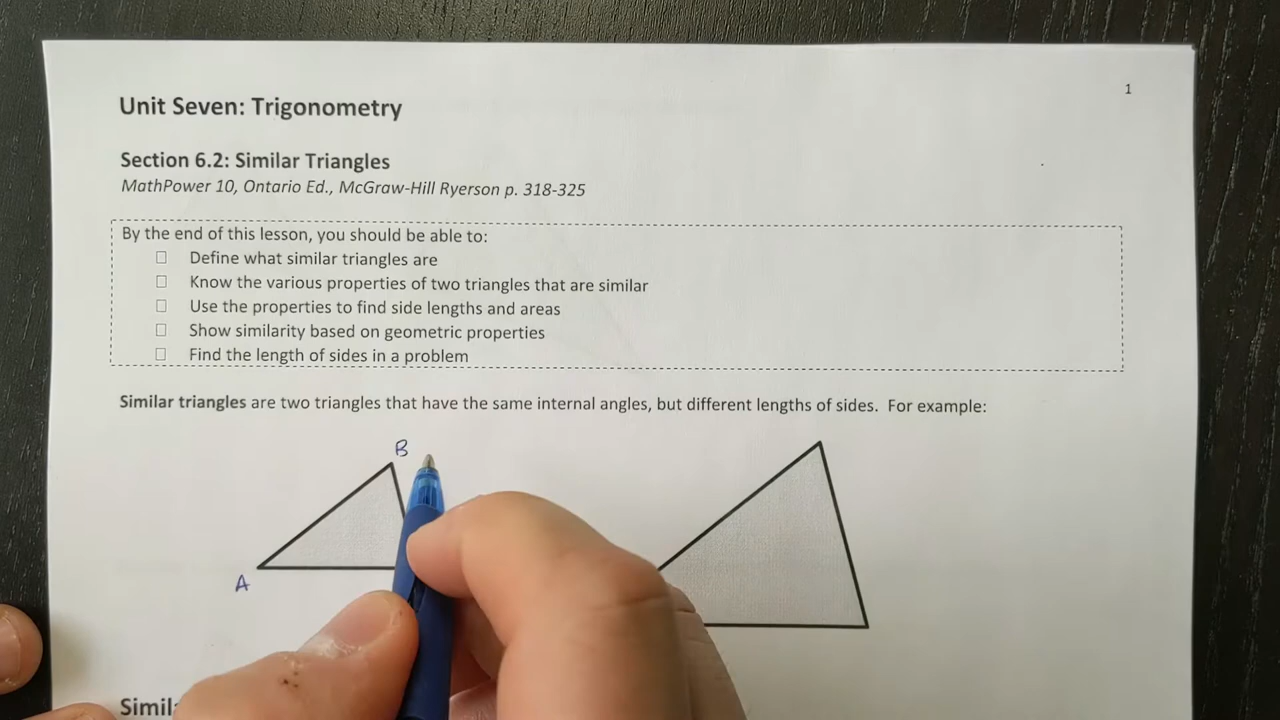 1
Unit Seven: Trigonometry
Section 6.2: Similar Triangles
MathPower 10, Ontario Ed., McGraw-Hill Ryerson p. 318-325
By the end of this lesson, you should be able to:
Define what similar triangles are
Know the various properties of two triangles that are similar
Use the properties to find side lengths and areas
Show similarity based on geometric properties
Find the length of sides in a problem
Similar triangles are two triangles that have the same internal angles, but different lengths of sides. For example:
B
A